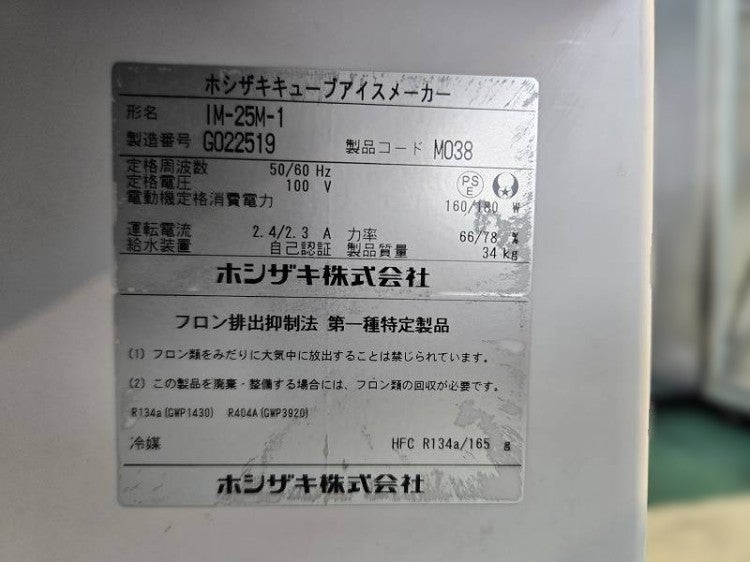 ホシザキキューブアイスメーカー
形名 IM-25M-1
製造番号 G022519 製品コード M038
定格周波数 50/60 Hz
定格電圧 100 V
PS E
電動機定格消費電力 160/180 W
運転電流 2.4/2.3 A 力率 66/78 %
給水装置 自己認証 製品質量 34 kg
ホシザキ株式会社
フロン排出抑制法 第一種特定製品
(1) フロン類をみだりに大気中に放出することは禁じられています。
(2) この製品を廃棄・整備する場合には、フロン類の回収が必要です。
R134a(GWP1430) R404A(GWP3920)
冷媒 HFC R134a/165 g
ホシザキ株式会社